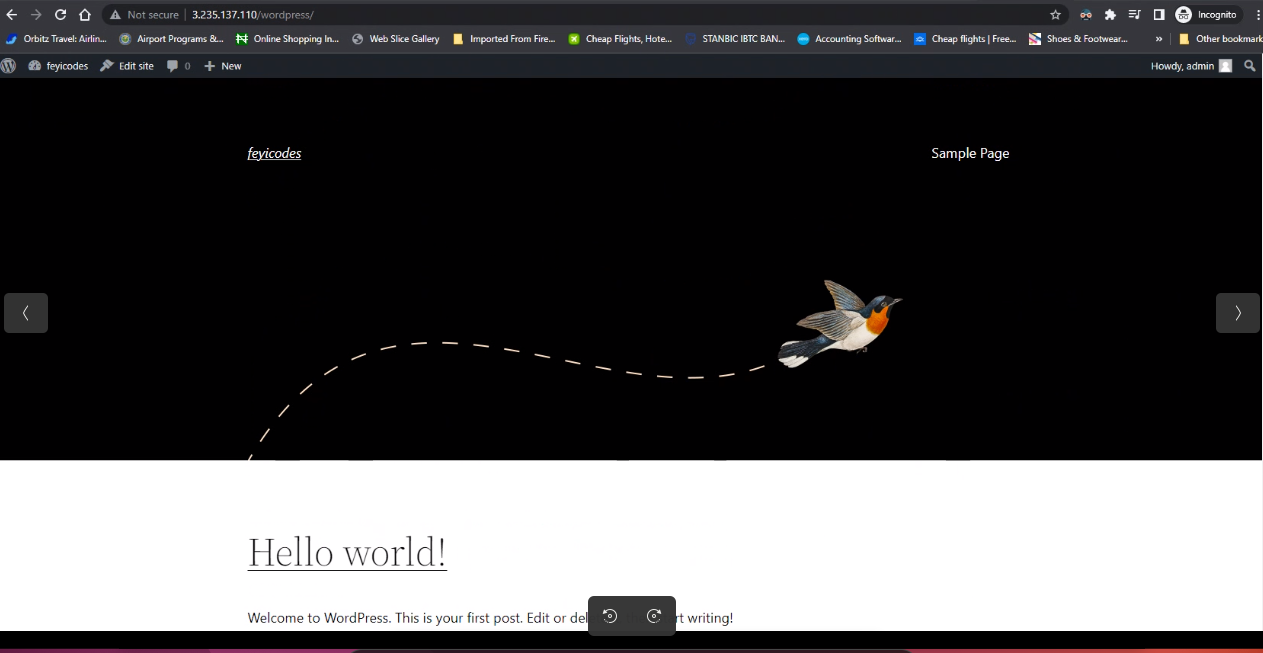 Not secure 3.235.137.110/wordpress/ Incognito
Orbitz Travel: Airlin... Airport Programs &... Online Shopping In... Web Slice Gallery Imported From Fire... Cheap Flights, Hote... STANBIC IBTC BAN... Accounting Softwar... Cheap flights | Free... Shoes & Footwear... » Other bookmark
feyicodes Edit site 0 New Howdy, admin
feyicodes Sample Page
Hello world!
Welcome to WordPress. This is your first post. Edit or del rt writing!